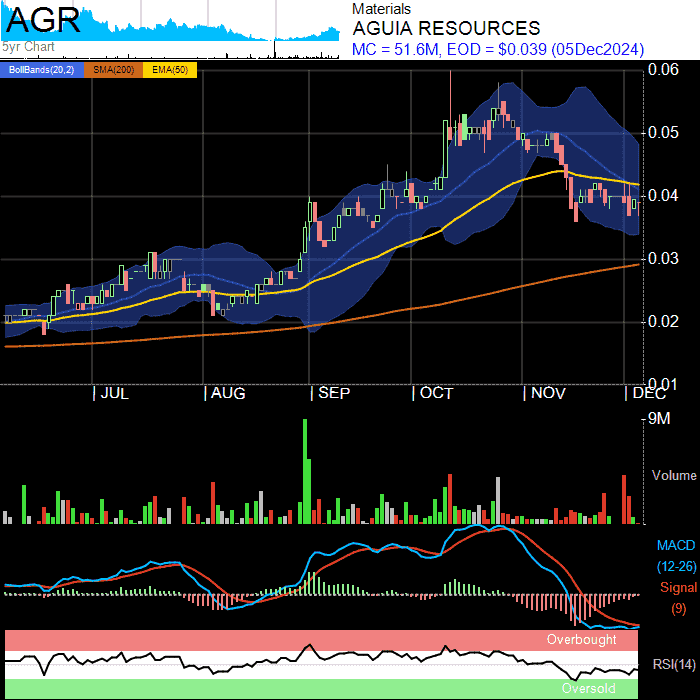 AGR
5yr Chart
Materials
AGUIA RESOURCES
MC = 51.6M, EOD = $0.039 (05Dec2024)
BollBands(20,2) SMA(200) EMA(50)
0.06
0.05
0.04
0.03
0.02
0.01
JUL AUG SEP OCT NOV DEC
9M
Volume
MACD
(12-26)
Signal
(9)
Overbought
RSI(14)
Oversold